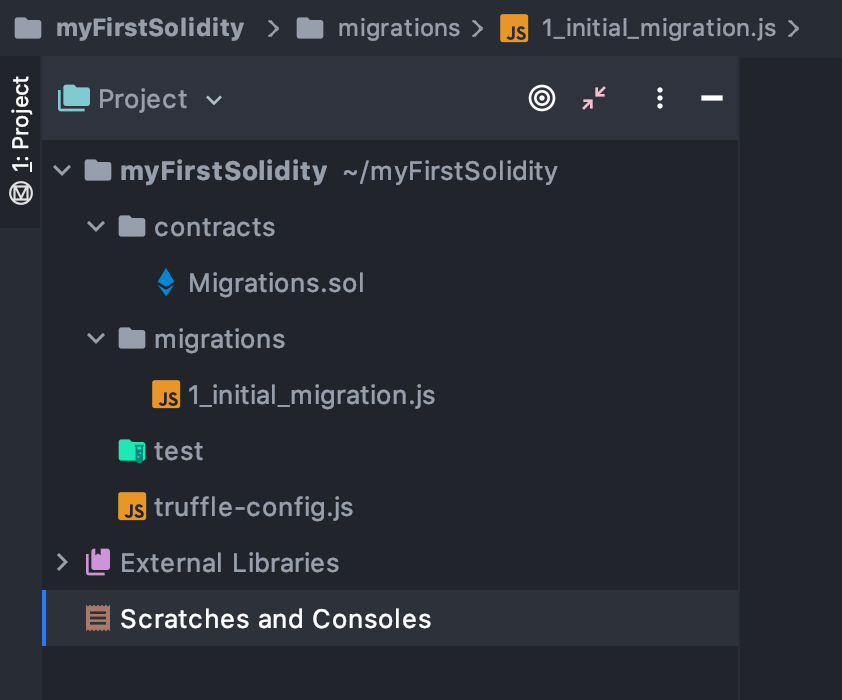 myFirstSolidity > migrations > JS 1_initial_migration.js >
1: Project
Project
myFirstSolidity ~/myFirstSolidity
contracts
Migrations.sol
migrations
JS 1_initial_migration.js
test
JS truffle-config.js
External Libraries
Scratches and Consoles